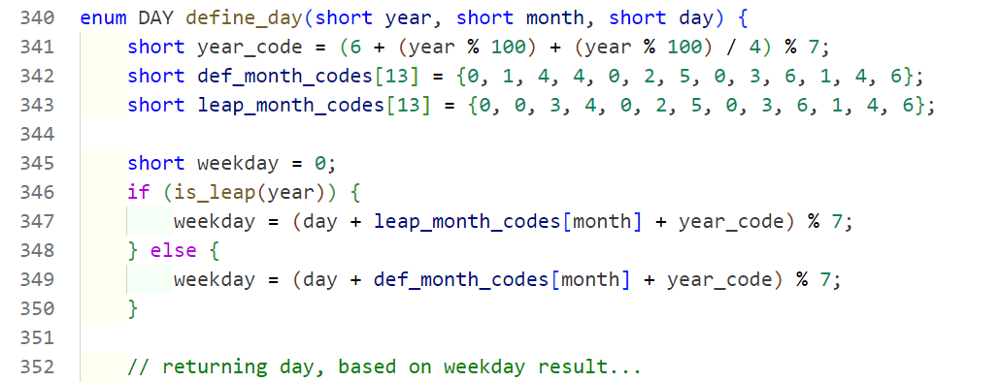 340 enum DAY define_day(short year, short month, short day) {
341     short year_code = (6 + (year % 100) + (year % 100) / 4) % 7;
342     short def_month_codes[13] = {0, 1, 4, 4, 0, 2, 5, 0, 3, 6, 1, 4, 6};
343     short leap_month_codes[13] = {0, 0, 3, 4, 0, 2, 5, 0, 3, 6, 1, 4, 6};
344
345     short weekday = 0;
346     if (is_leap(year)) {
347         weekday = (day + leap_month_codes[month] + year_code) % 7;
348     } else {
349         weekday = (day + def_month_codes[month] + year_code) % 7;
350     }
351
352     // returning day, based on weekday result...